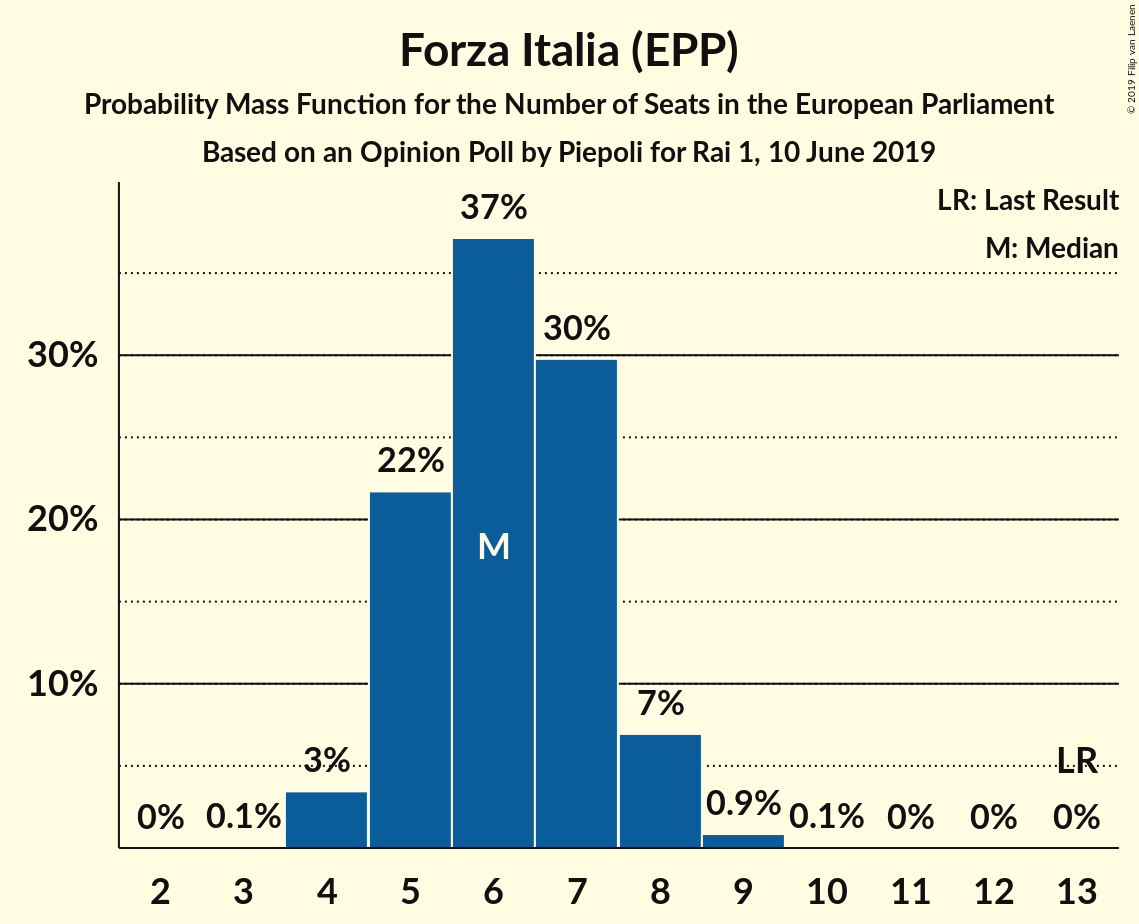 Forza Italia (EPP)
Probability Mass Function for the Number of Seats in the European Parliament
Based on an Opinion Poll by Piepoli for Rai 1, 10 June 2019
© 2019 Filip van Laenen
LR: Last Result
M: Median
37%
30%
30%
22%
20%
M
10%
7%
3%
LR
0%
0.1%
0.9%
0.1%
0%
0%
0%
2 3 4 5 6 7 8 9 10 11 12 13